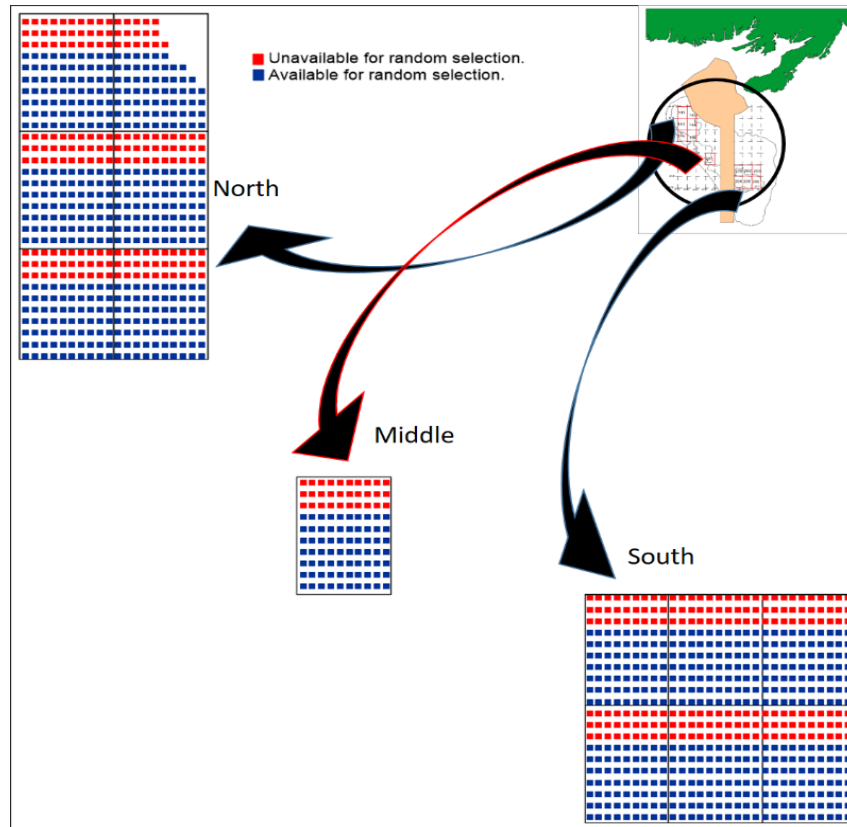 Unavailable for random selection.
Available for random selection.
North
Middle
South